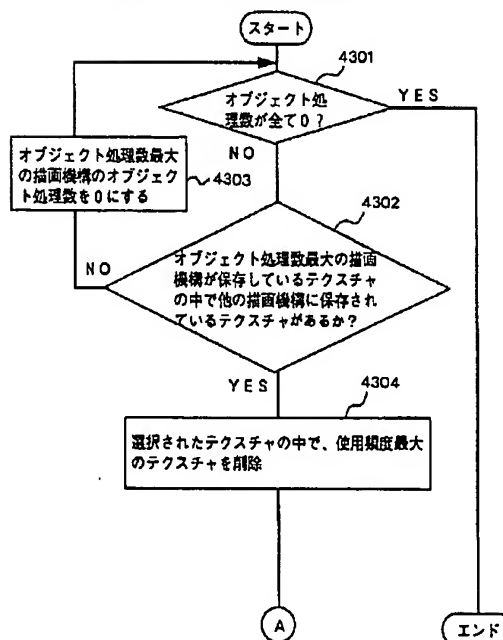 スタート
4301
オブジェクト処
理数が全て0?
YES
NO
オブジェクト処理数最大
の描画機構のオブジェク
ト処理数を0にする
4303
4302
オブジェクト処理数最大の描画
機構が保存しているテクスチャ
の中で他の描画機構に保存され
ているテクスチャがあるか?
NO
YES
4304
選択されたテクスチャの中で、使用頻度最大
のテクスチャを削除
A
エンド